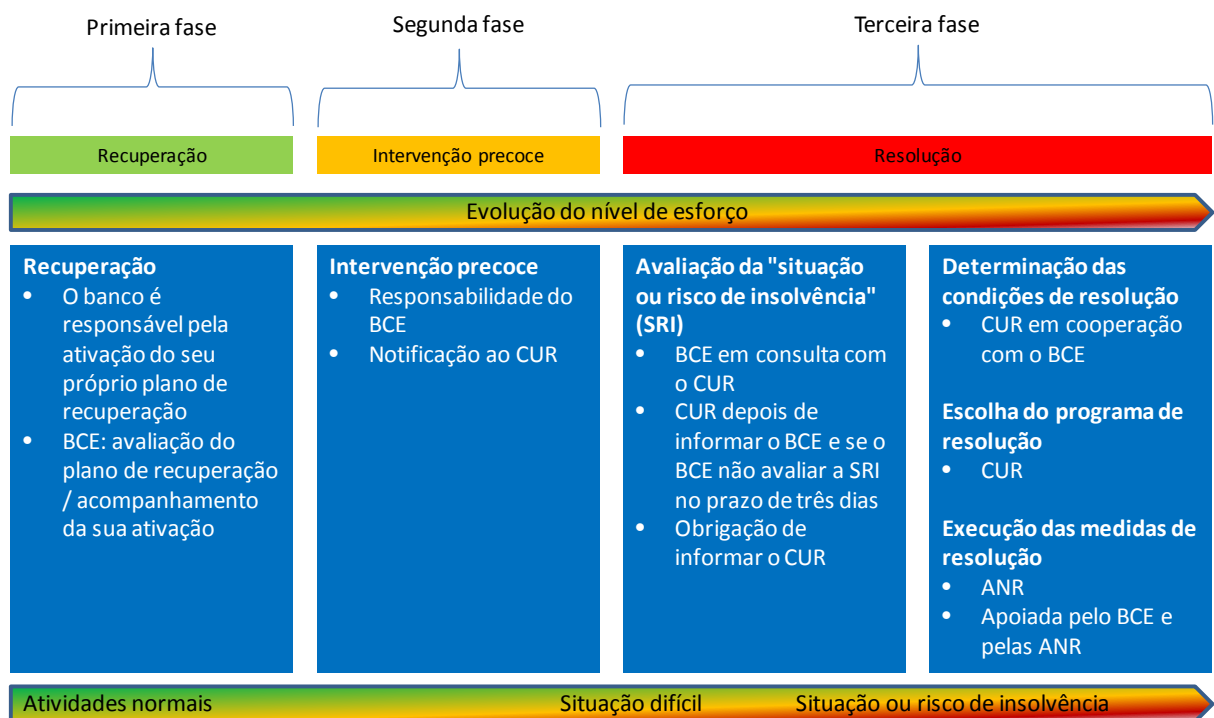 Primeira fase
Segunda fase
Terceira fase
Recuperação
Intervenção precoce
Resolução
Evolução do nível de esforço
Recuperação
• O banco é
responsável pela
ativação do seu
próprio plano de
recuperação
• BCE: avaliação do
plano de recuperação
/ acompanhamento
da sua ativação
Intervenção precoce
• Responsabilidade do
BCE
• Notificação ao CUR
Avaliação da "situação
ou risco de insolvência"
(SRI)
• BCE em consulta com
o CUR
• CUR depois de
informar o BCE e se o
BCE não avaliar a SRI
no prazo de três dias
• Obrigação de
informar o CUR
Determinação das
condições de resolução
• CUR em cooperação
com o BCE
Escolha do programa de
resolução
• CUR
Execução das medidas de
resolução
• ANR
• Apoiada pelo BCE e
pelas ANR
Atividades normais
Situação difícil
Situação ou risco de insolvência